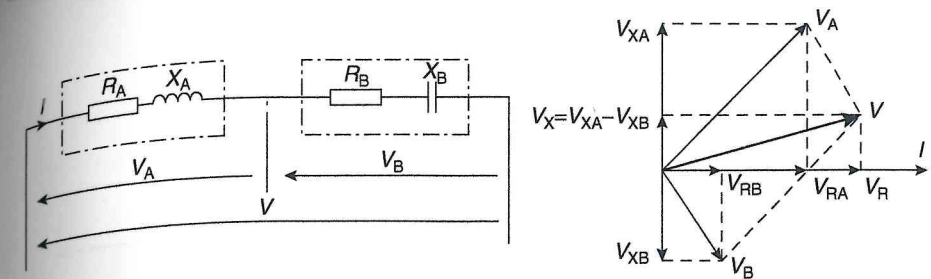 I
R_A
X_A
R_B
X_B
V_A
V_B
V
V_XA
V_A
V_X=V_XA–V_XB
V
I
V_RB
V_RA
V_R
V_XB
V_B